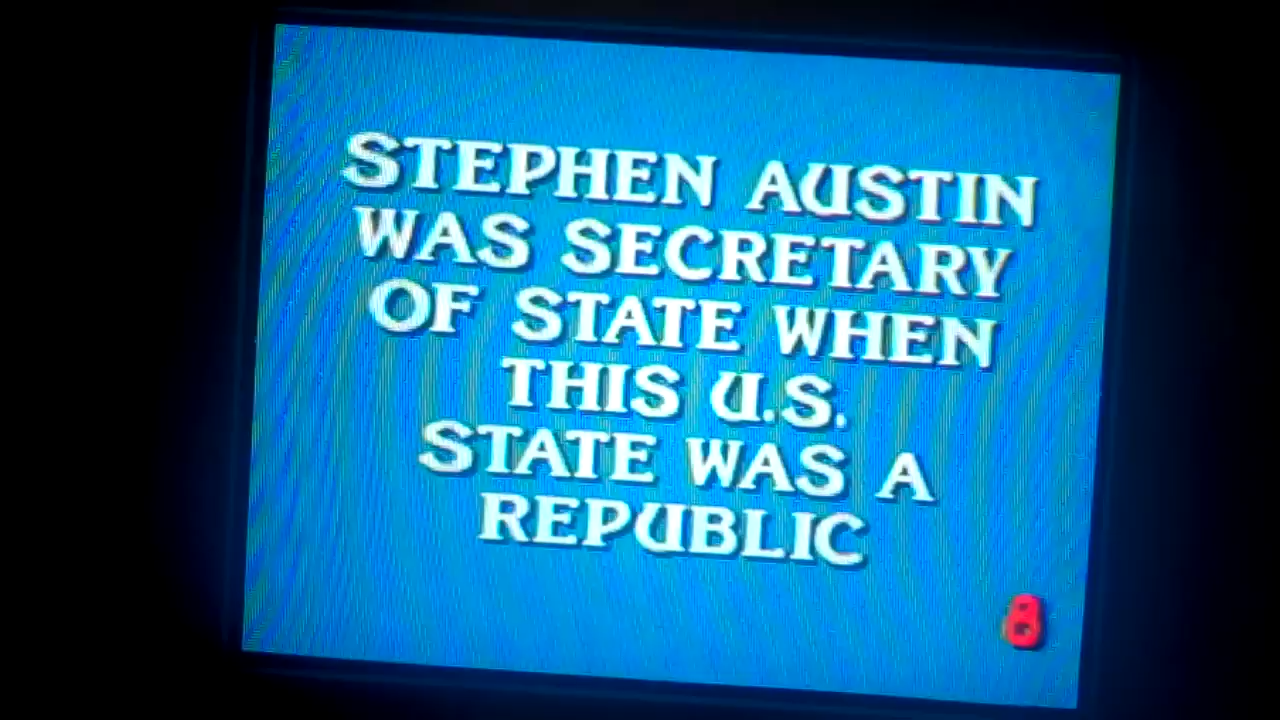 STEPHEN AUSTIN
WAS SECRETARY
OF STATE WHEN
THIS U.S.
STATE WAS A
REPUBLIC
8